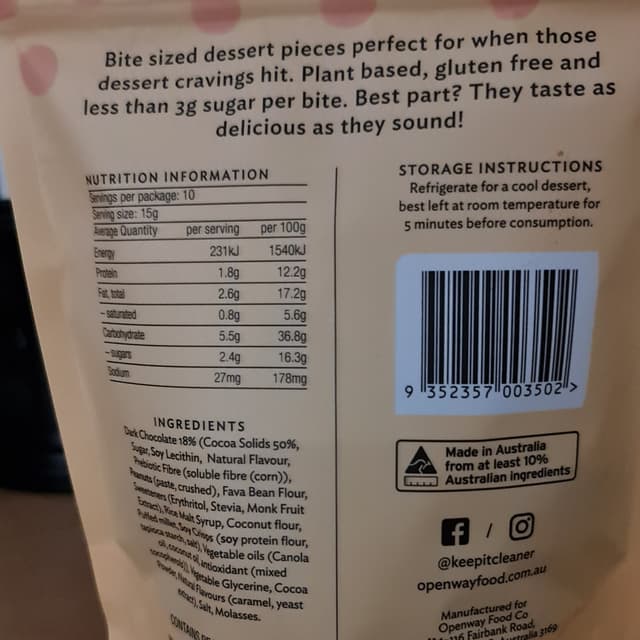 Bite sized dessert pieces perfect for when those
dessert cravings hit. Plant based, gluten free and
less than 3g sugar per bite. Best part? They taste as
delicious as they sound!
NUTRITION INFORMATION
Servings per package: 10
Serving size: 15g
Average Quantity per serving per 100g
Energy 231kJ 1540kJ
Protein 1.8g 12.2g
Fat, total 2.6g 17.2g
– saturated 0.8g 5.6g
Carbohydrate 5.5g 36.8g
– sugars 2.4g 16.3g
Sodium 27mg 178mg
INGREDIENTS
Dark Chocolate 18% (Cocoa Solids 50%,
Sugar, Soy Lecithin, Natural Flavour,
Prebiotic Fibre (soluble fibre (corn)),
Peanuts (paste, crushed), Fava Bean Flour,
Sweeteners (Erythritol, Stevia, Monk Fruit
Extract), Rice Malt Syrup, Coconut flour,
Puffed millet, Soy Crisps (soy protein flour,
tapioca starch, salt), Vegetable oils (Canola
oil, coconut oil, antioxidant (mixed
tocopherols)), Vegetable Glycerine, Cocoa
Powder, Natural Flavours (caramel, yeast
extract), Salt, Molasses.
CONTAINS
STORAGE INSTRUCTIONS
Refrigerate for a cool dessert,
best left at room temperature for
5 minutes before consumption.
9 352357 003502 >
Made in Australia
from at least 10%
Australian ingredients
f /
@keepitcleaner
openwayfood.com.au
Manufactured for
Openway Food Co
116 Fairbank Road,
Australia 3169